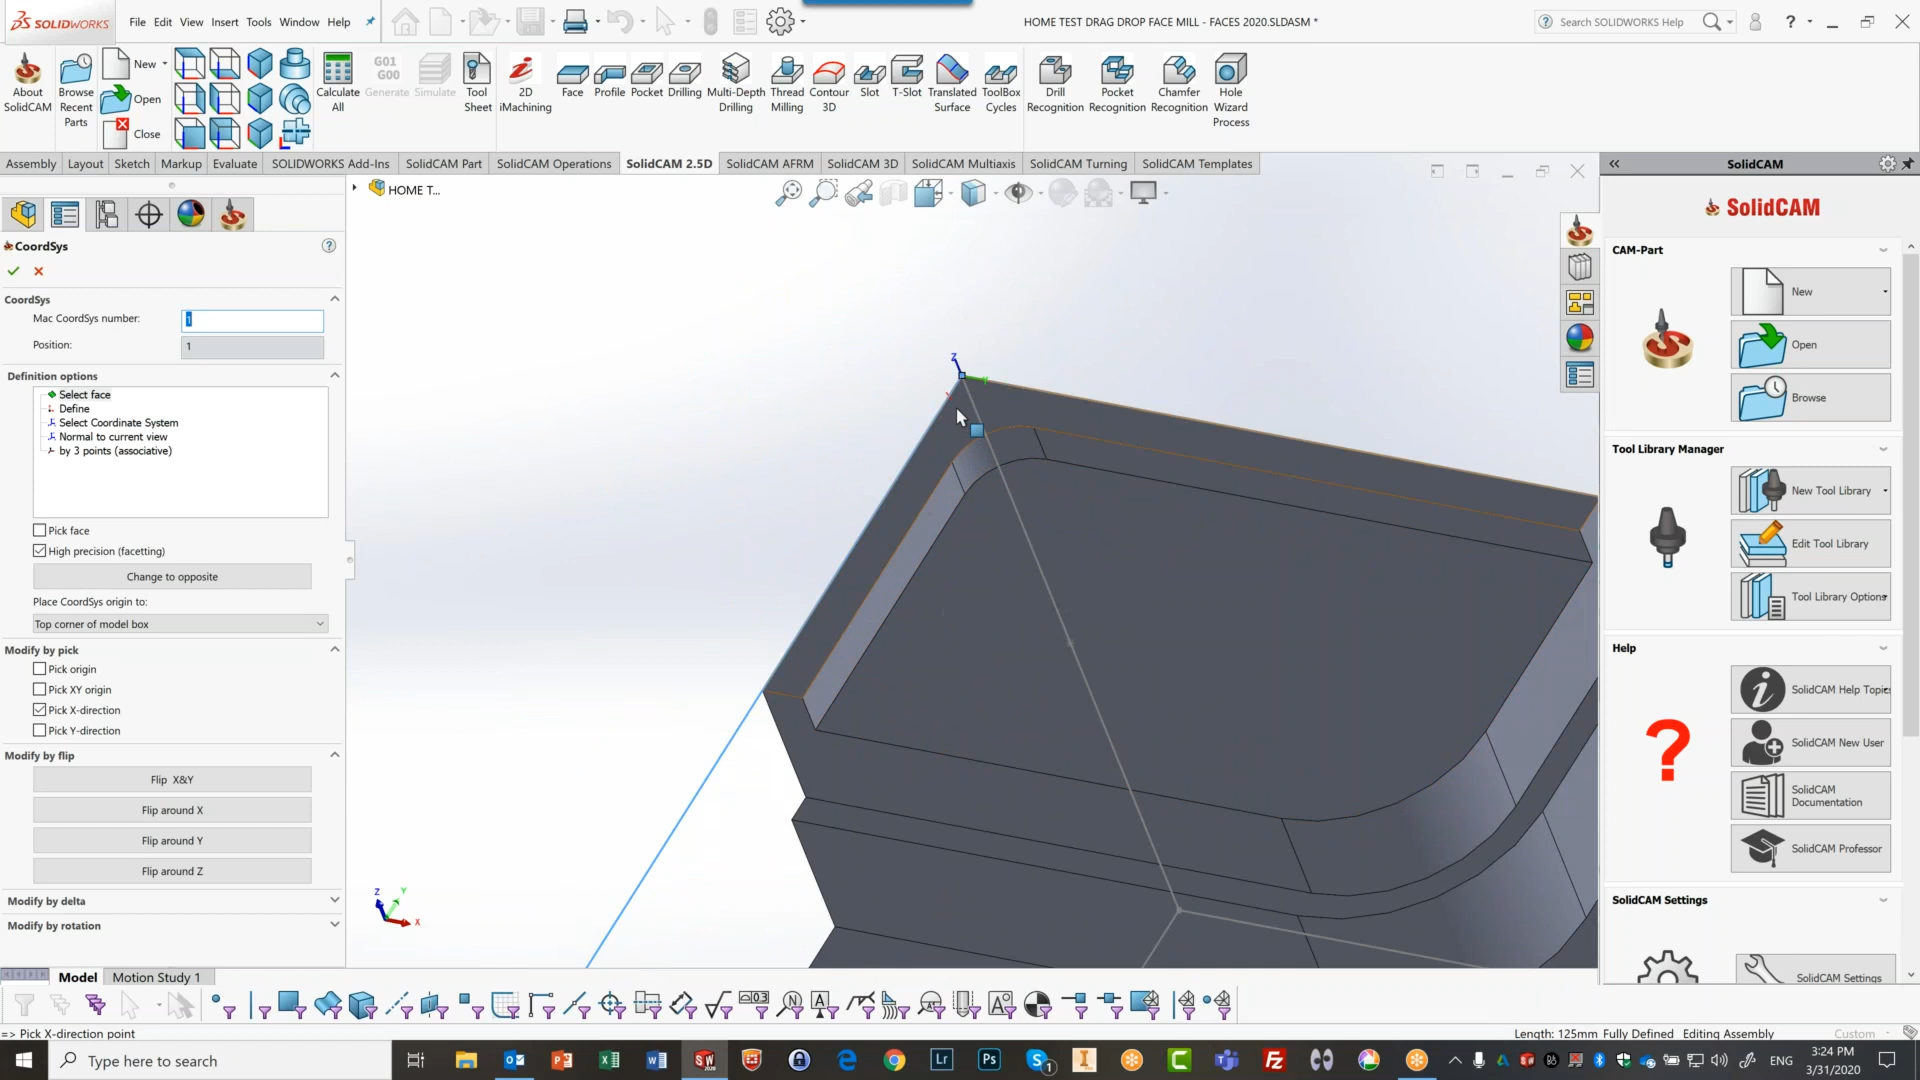 SOLIDWORKS
File Edit View Insert Tools Window Help
HOME TEST DRAG DROP FACE MILL - FACES 2020.SLDASM *
Search SOLIDWORKS Help
About SolidCAM
Browse Recent Parts
New
Open
Close
Calculate All
G01 G00
Generate
Simulate
Tool Sheet
2D iMachining
Face
Profile
Pocket
Drilling
Multi-Depth Drilling
Thread Milling
Contour 3D
Slot
T-Slot
Translated Surface
ToolBox Cycles
Drill Recognition
Pocket Recognition
Chamfer Recognition
Hole Wizard Process
Assembly Layout Sketch Markup Evaluate SOLIDWORKS Add-Ins SolidCAM Part SolidCAM Operations SolidCAM 2.5D SolidCAM AFRM SolidCAM 3D SolidCAM Multiaxis SolidCAM Turning SolidCAM Templates
SolidCAM
HOME T...
CoordSys
CoordSys
Mac CoordSys number: 1
Position: 1
Definition options
Select face
Define
Select Coordinate System
Normal to current view
by 3 points (associative)
Pick face
High precision (facetting)
Change to opposite
Place CoordSys origin to:
Top corner of model box
Modify by pick
Pick origin
Pick XY origin
Pick X-direction
Pick Y-direction
Modify by flip
Flip X&Y
Flip around X
Flip around Y
Flip around Z
Modify by delta
Modify by rotation
Z
Z Y X
SolidCAM
CAM-Part
New
Open
Browse
Tool Library Manager
New Tool Library
Edit Tool Library
Tool Library Options
Help
SolidCAM Help Topic
SolidCAM New User
SolidCAM Documentation
SolidCAM Professor
SolidCAM Settings
SolidCAM Settings
Model Motion Study 1
=> Pick X-direction point
Length: 125mm Fully Defined Editing Assembly Custom
Type here to search
ENG
3:24 PM
3/31/2020